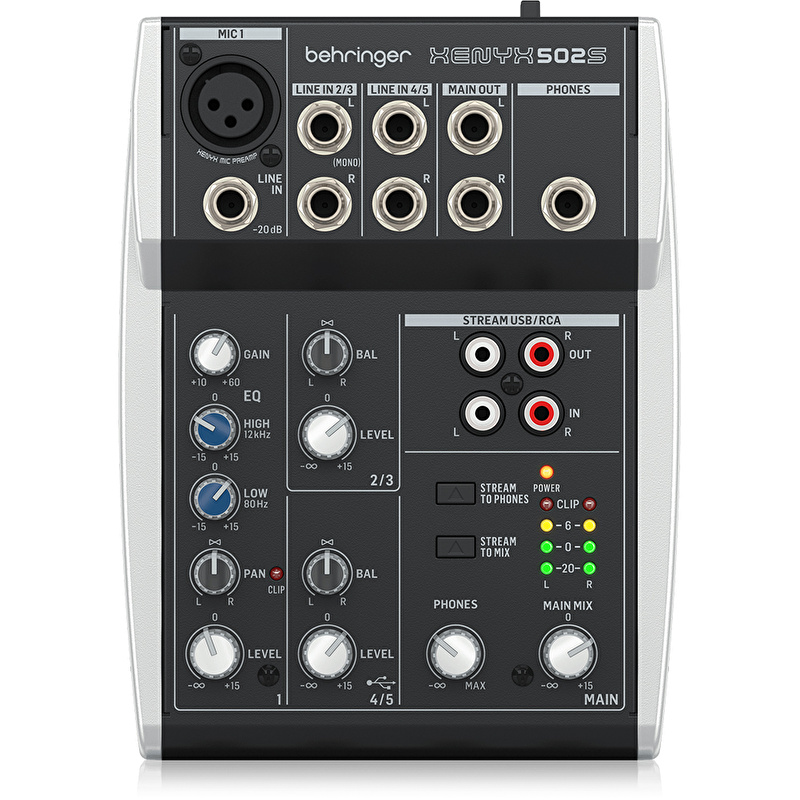 MIC 1
behringer XENYX502S
LINE IN 2/3
LINE IN 4/5
MAIN OUT
PHONES
L
L
L
XENYX MIC PREAMP
(MONO)
LINE IN
-20dB
R
R
R
STREAM USB/RCA
L
R
OUT
IN
L
R
GAIN
+10
+60
EQ
0
HIGH
12kHz
-15
+15
0
LOW
80Hz
-15
+15
PAN
L
R
CLIP
0
LEVEL
-∞
+15
1
BAL
L
R
0
LEVEL
-∞
+15
2/3
BAL
L
R
0
LEVEL
-∞
+15
4/5
STREAM
TO PHONES
STREAM
TO MIX
POWER
CLIP
6
0
-20
L
R
PHONES
-∞
MAX
MAIN MIX
0
-∞
+15
MAIN